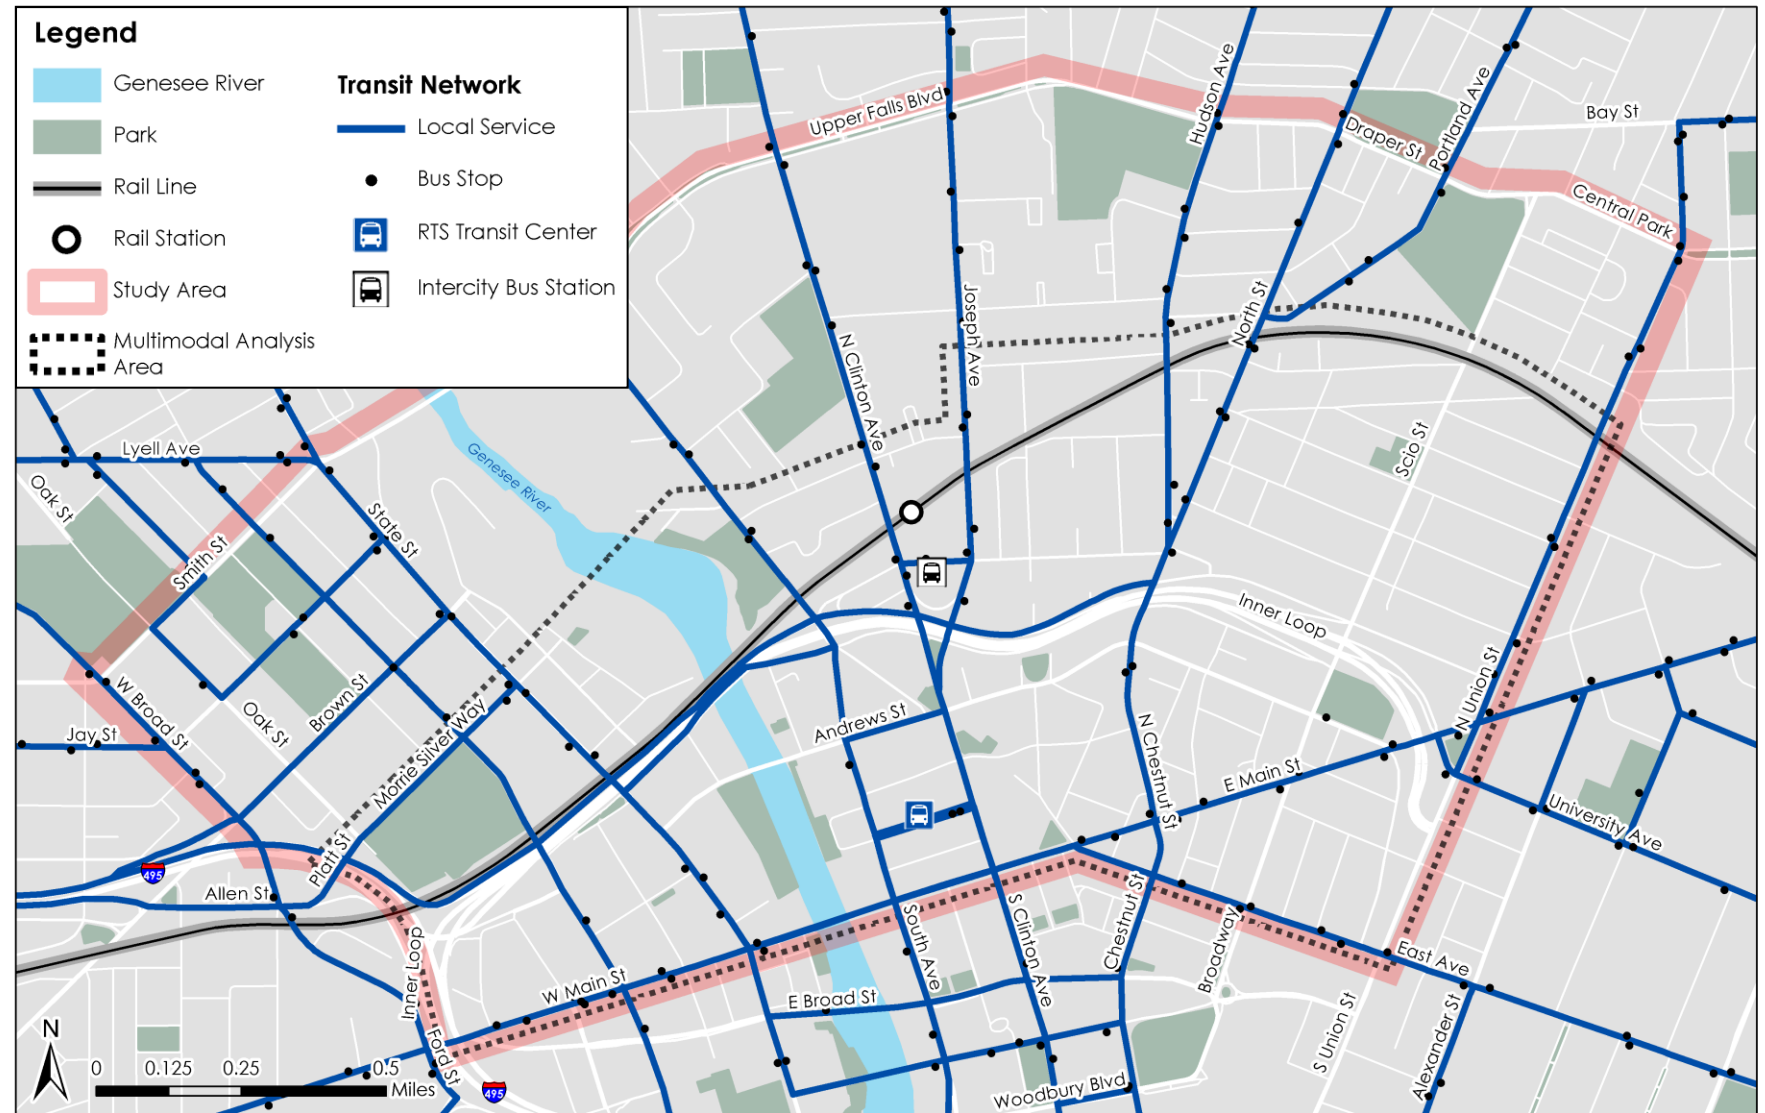 Legend
Genesee River
Park
Rail Line
Rail Station
Study Area
Multimodal Analysis
Area
Transit Network
Local Service
Bus Stop
RTS Transit Center
Intercity Bus Station
Upper Falls Blvd
Hudson Ave
Portland Ave
Bay St
Draper St
Central Park
Joseph Ave
North St
N Clinton Ave
Lyell Ave
Genesee River
Scio St
Oak St
State St
Smith St
Inner Loop
W Broad St
Oak St
Brown St
Jay St
Morrie Silver Way
Andrews St
N Chestnut St
N Union St
E Main St
University Ave
Platt St
495
Allen St
South Ave
S Clinton Ave
Chestnut St
Broadway
East Ave
Inner Loop
W Main St
E Broad St
S Union St
Alexander St
Ford St
Woodbury Blvd
495
N
0 0.125 0.25 0.5
Miles